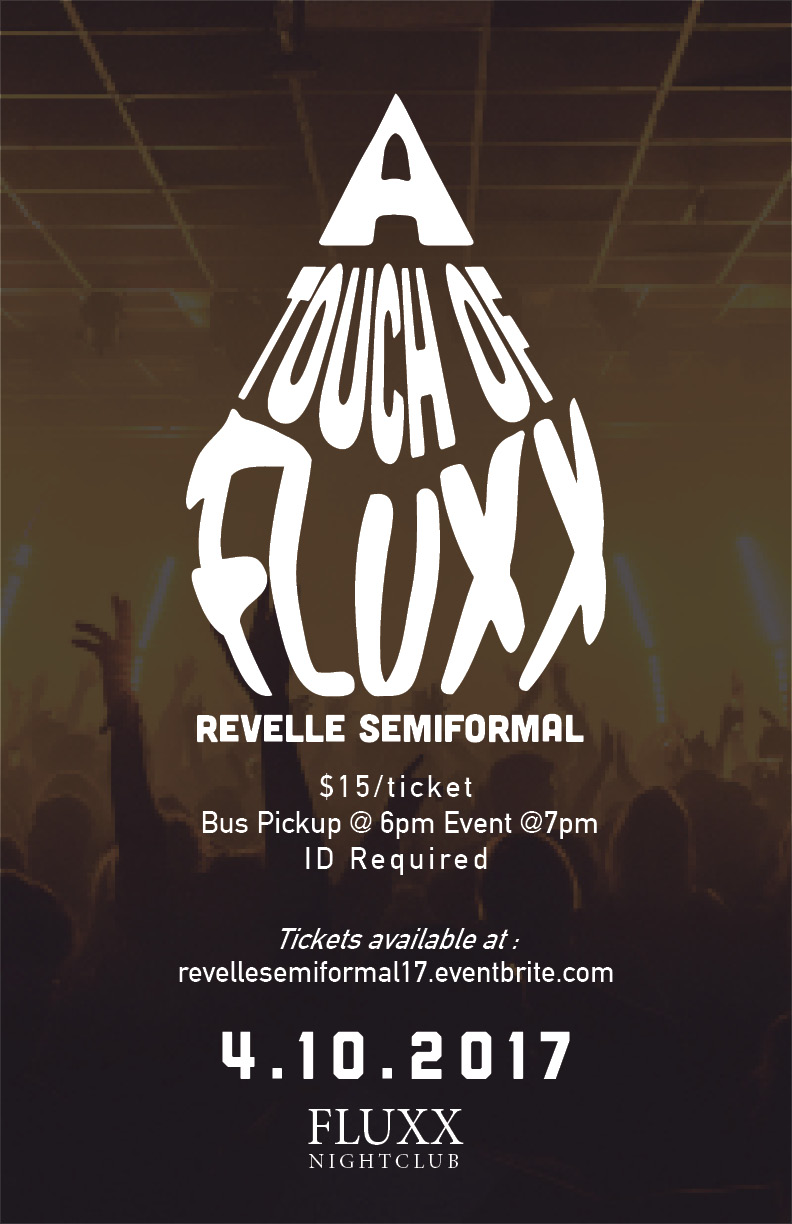 A
TOUCH OF
FLUXX
REVELLE SEMIFORMAL
$15/ticket
Bus Pickup @ 6pm Event @7pm
ID Required
Tickets available at :
revellesemiformal17.eventbrite.com
4.10.2017
FLUXX
NIGHTCLUB